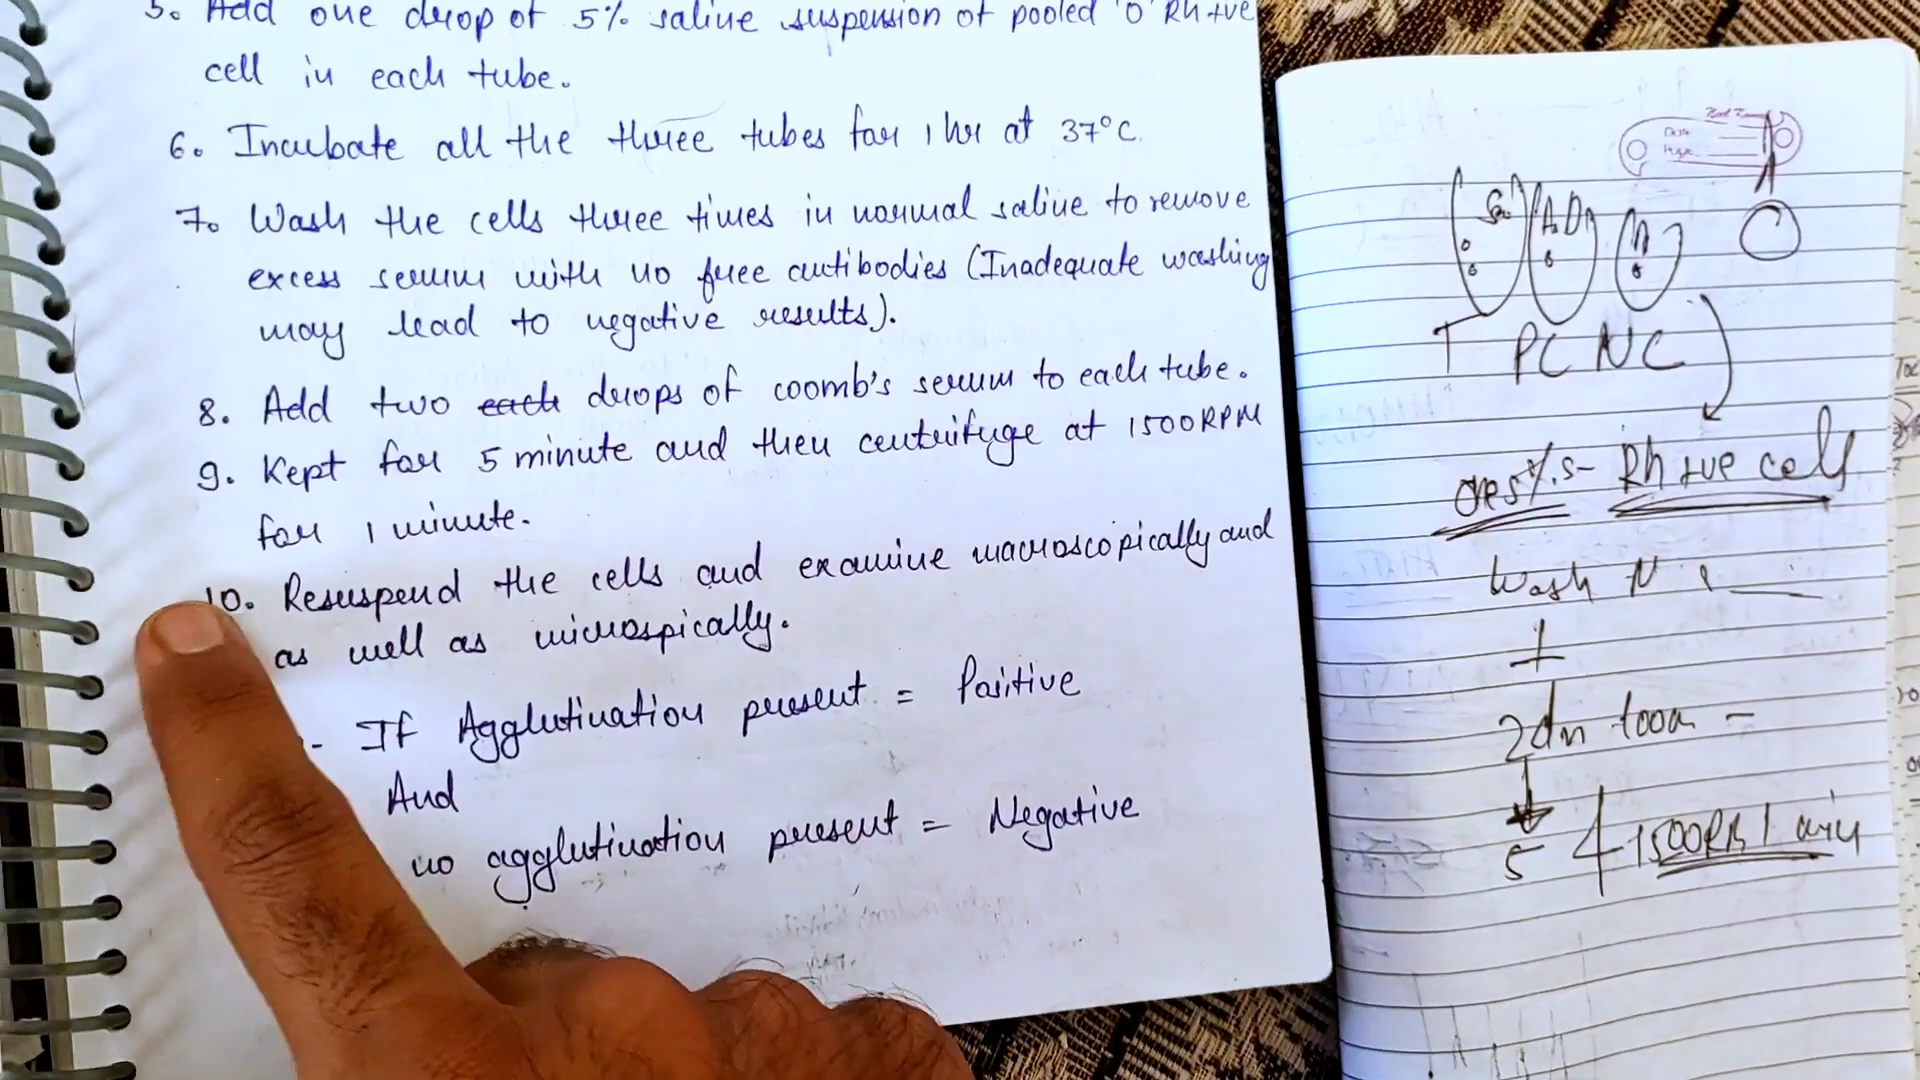 5. Add one drop of 5% saline suspension of pooled 'O' Rh +ve
cell in each tube.
6. Incubate all the three tubes for 1 hr at 37°C.
7. Wash the cells three times in normal saline to remove
excess serum with no free antibodies (Inadequate washing
may lead to negative results).
8. Add two each drops of coomb's serum to each tube.
9. Kept for 5 minute and then centrifuge at 1500RPM
for 1 minute.
10. Resuspend the cells and examine macroscopically and
as well as microspically.
- If Agglutination present = Positive
And
no agglutination present = Negative
Date
A.D
T PC NC
Rh +ve cell
Wash N
+
5 1500 1 min